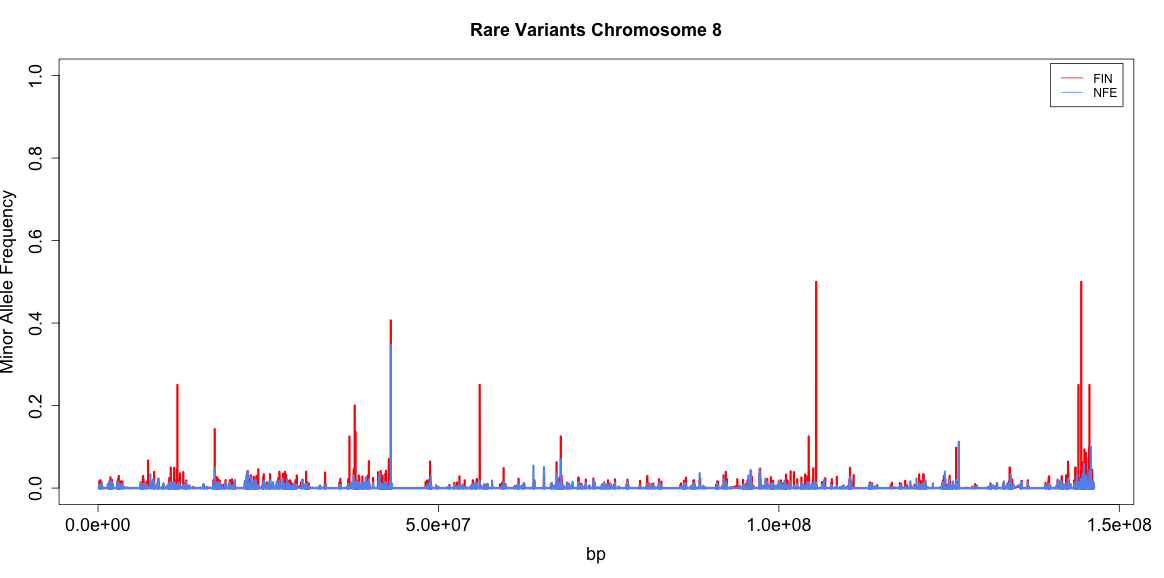 Rare Variants Chromosome 8
FIN
NFE
Minor Allele Frequency
1.0
0.8
0.6
0.4
0.2
0.0
0.0e+00 5.0e+07 1.0e+08 1.5e+08
bp